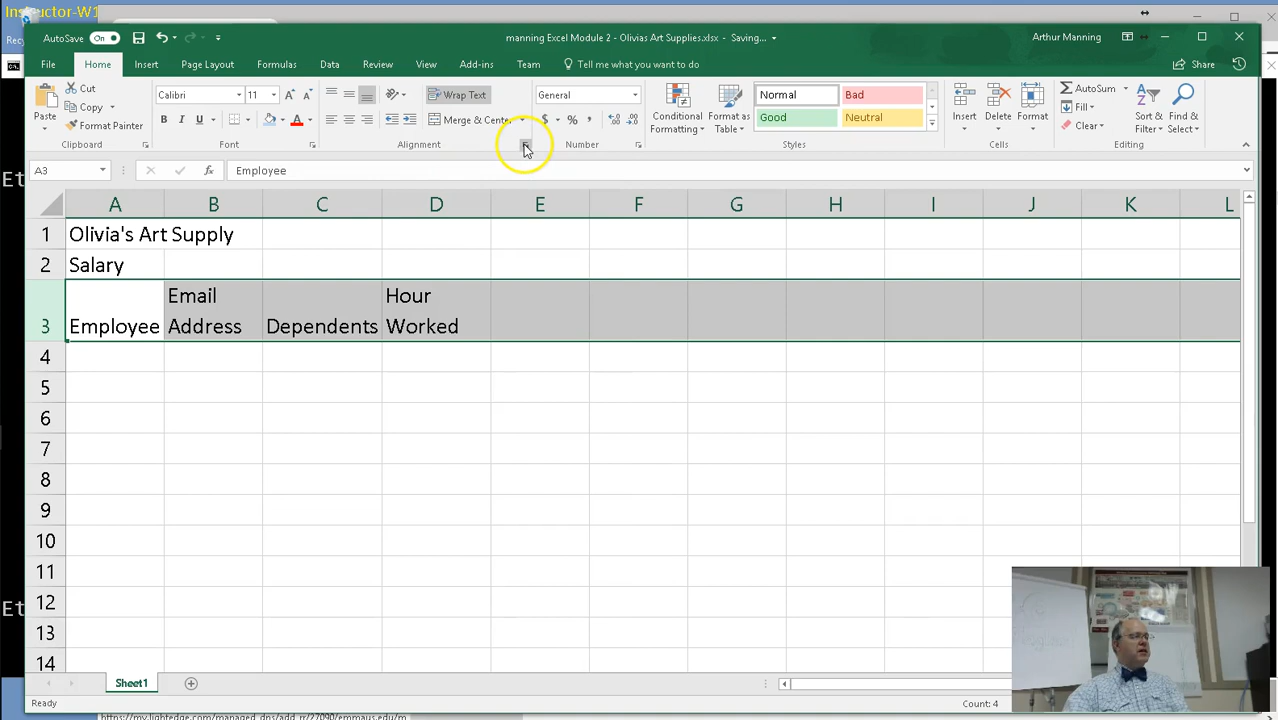 Instructor-W1
AutoSave On
manning Excel Module 2 - Olivias Art Supplies.xlsx - Saving...
Arthur Manning
Recy
File Home Insert Page Layout Formulas Data Review View Add-ins Team Tell me what you want to do Share
Cut
Copy
Format Painter
Paste
Clipboard
Calibri 11
B I U
Font
Wrap Text
Merge & Center
Alignment
General
$ % ,
Number
Conditional Formatting
Format as Table
Normal Bad
Good Neutral
Styles
Insert Delete Format
Cells
AutoSum
Fill
Clear
Sort & Filter
Find & Select
Editing
A3 fx Employee
A B C D E F G H I J K L
1 Olivia's Art Supply
2 Salary
3 Employee Email Address Dependents Hour Worked
4
5
6
7
8
9
10
11
12
13
14
Et
Et
Sheet1
Ready
Count: 4
https://my.lightedge.com/managed_dns/add_rr/27090/emmaus.edu/m